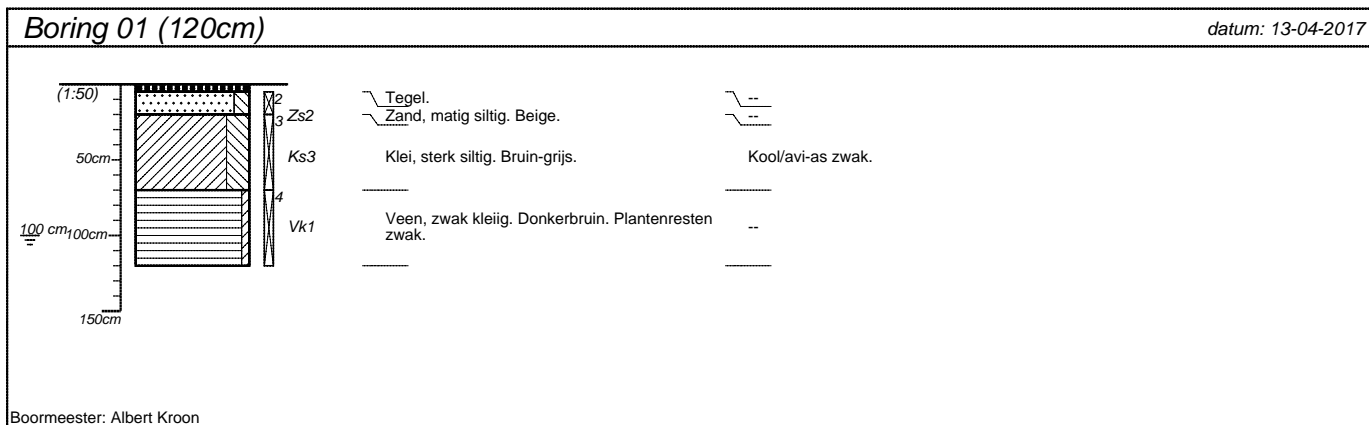 Boring 01 (120cm)
datum: 13-04-2017
(1:50)
2
Tegel.
--
3
Zs2
Zand, matig siltig. Beige.
--
50cm
Ks3
Klei, sterk siltig. Bruin-grijs.
Kool/avi-as zwak.
4
Vk1
Veen, zwak kleiig. Donkerbruin. Plantenresten
zwak.
--
100 cm
100cm
150cm
Boormeester: Albert Kroon